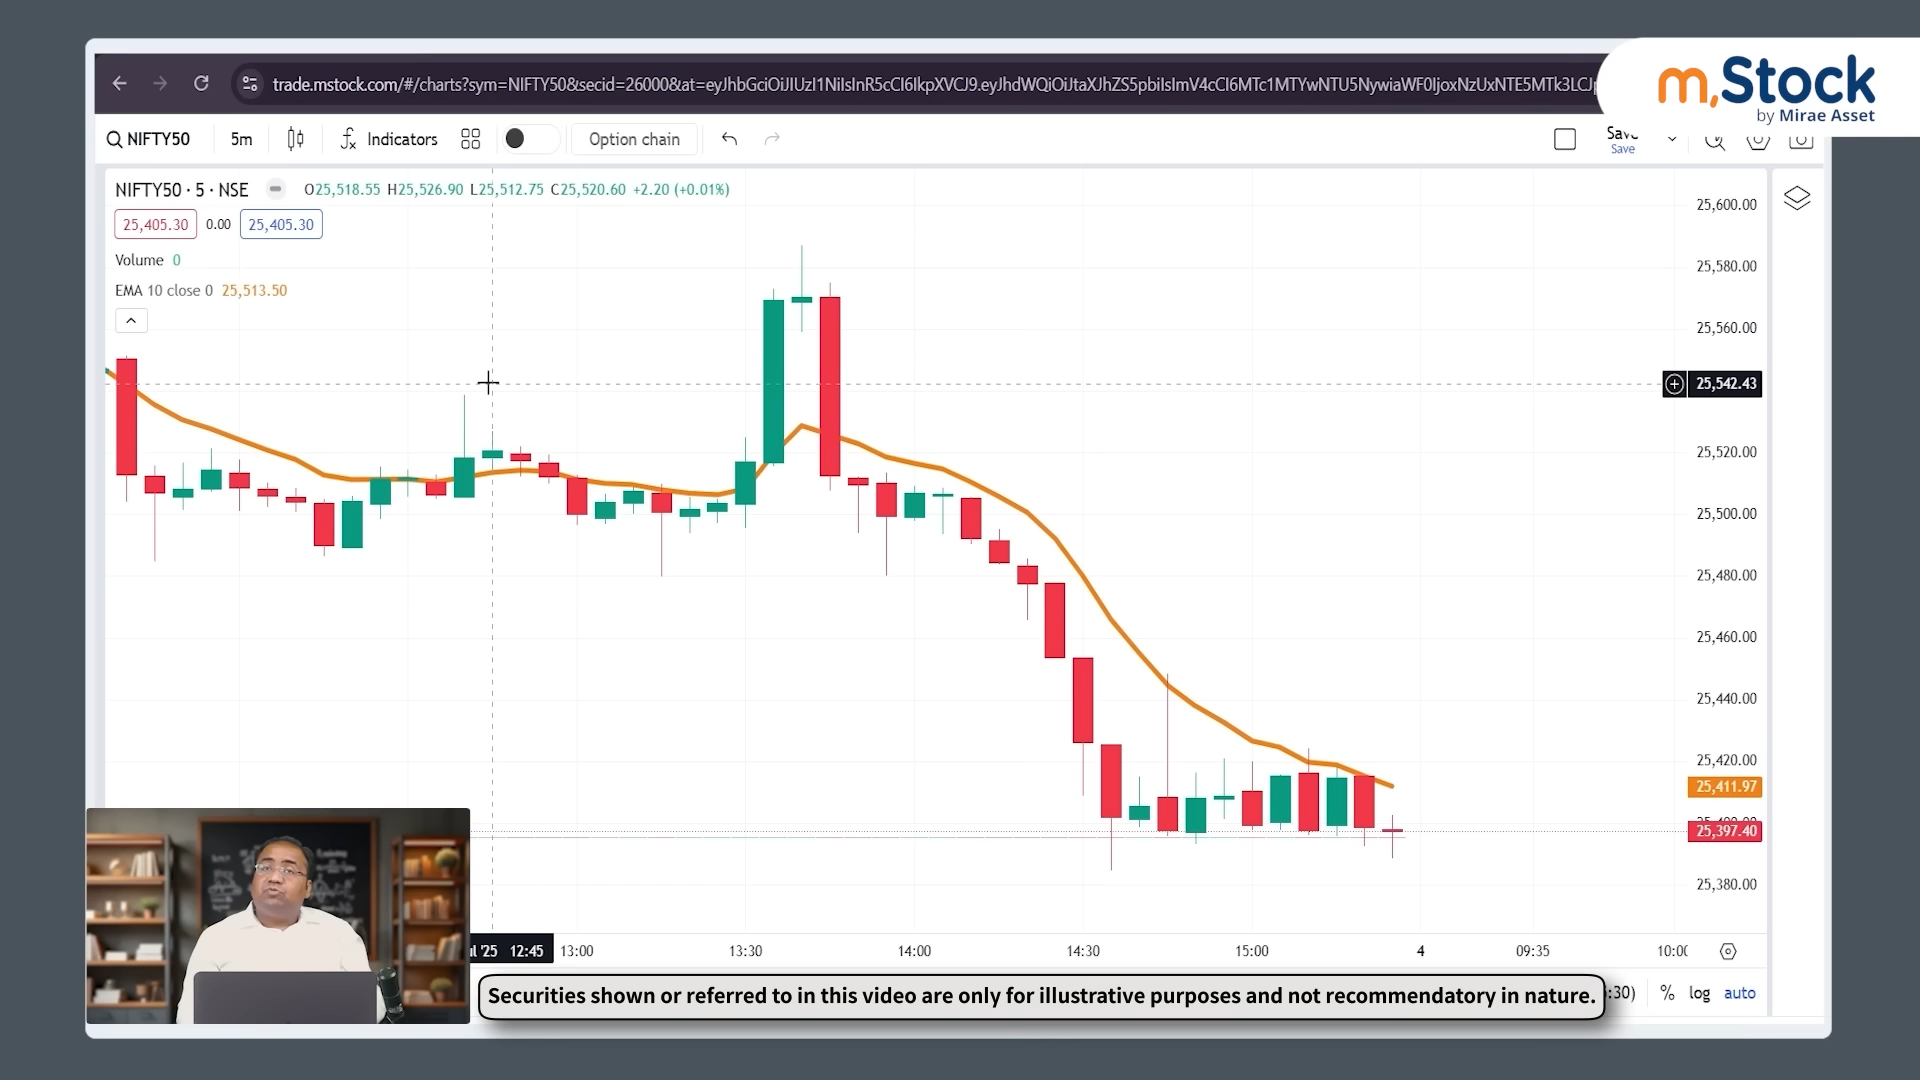 m.Stock
by Mirae Asset
trade.mstock.com/#/charts?sym=NIFTY50&secid=26000&at=eyJhbGciOiJIUzI1NiIsInR5cCI6IkpXVCJ9.eyJhdWQiOiJtaXJhZS5pbiIsImV4cCI6MTc1MTYwNTU5NywiaWF0IjoxNzUxNTE5MTk3LCJ
NIFTY50 5m Indicators Option chain Save
Save
NIFTY50 · 5 · NSE O25,518.55 H25,526.90 L25,512.75 C25,520.60 +2.20 (+0.01%)
25,405.30 0.00 25,405.30
Volume 0
EMA 10 close 0 25,513.50
25,600.00
25,580.00
25,560.00
25,542.43
25,520.00
25,500.00
25,480.00
25,460.00
25,440.00
25,420.00
25,411.97
25,397.40
25,380.00
'25 12:45 13:00 13:30 14:00 14:30 15:00 4 09:35 10:00
Securities shown or referred to in this video are only for illustrative purposes and not recommendatory in nature.
:30) % log auto